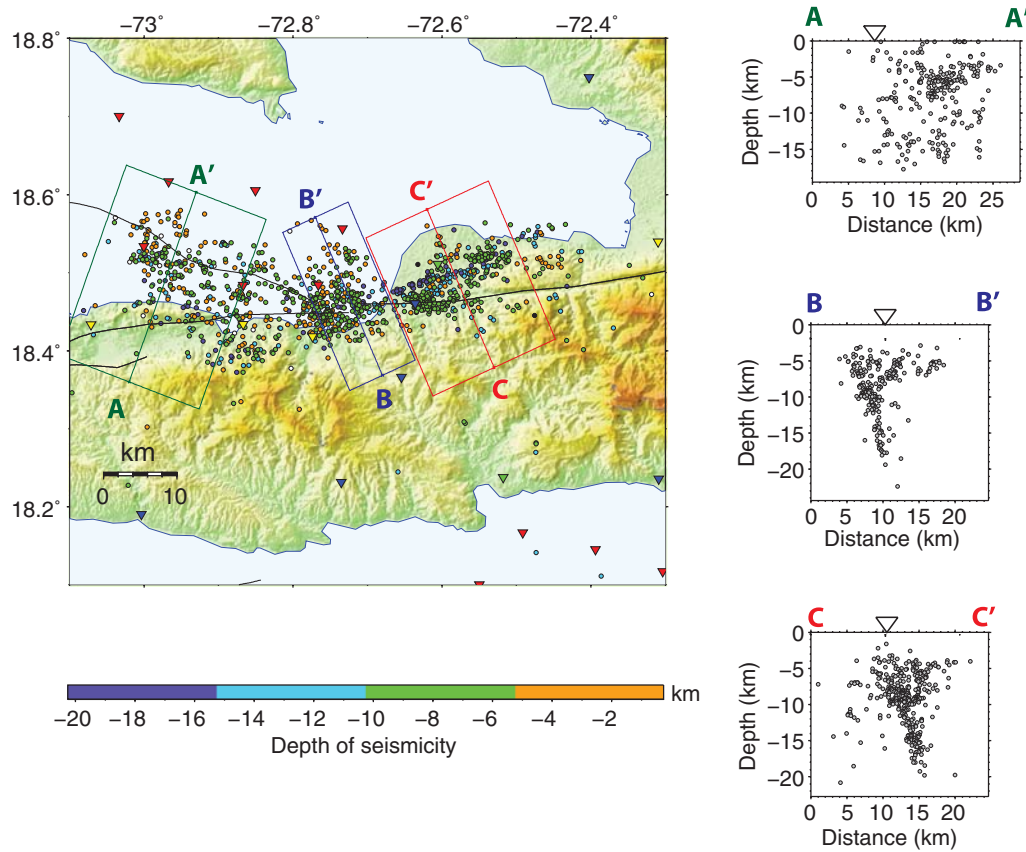 −73° −72.8° −72.6° −72.4°
18.8°
18.6°
18.4°
18.2°
A'
B'
C'
A
B
C
km
0 10
km
−20 −18 −16 −14 −12 −10 −8 −6 −4 −2
Depth of seismicity
A A'
0
−5
−10
−15
Depth (km)
0 5 10 15 20 25
Distance (km)
B B'
0
−5
−10
−15
−20
Depth (km)
0 5 10 15 20
Distance (km)
C C'
0
−5
−10
−15
−20
Depth (km)
0 5 10 15 20
Distance (km)